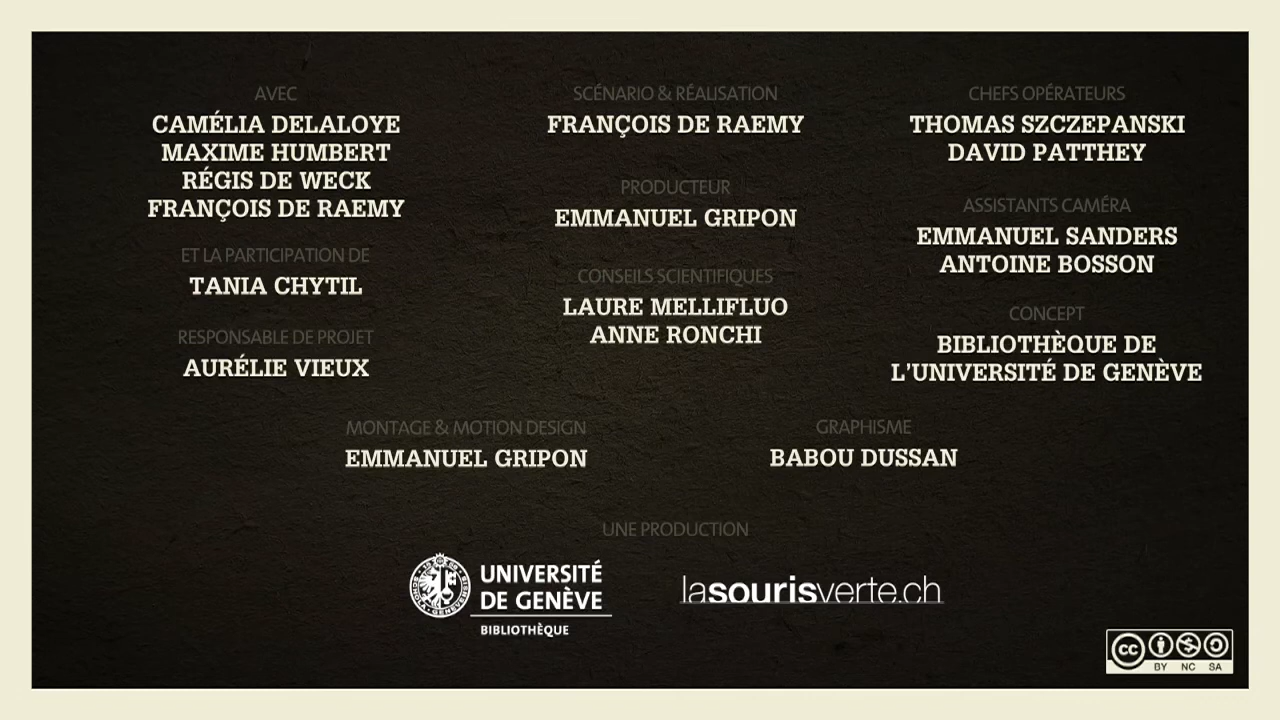 AVEC
CAMÉLIA DELALOYE
MAXIME HUMBERT
RÉGIS DE WECK
FRANÇOIS DE RAEMY
ET LA PARTICIPATION DE
TANIA CHYTIL
RESPONSABLE DE PROJET
AURÉLIE VIEUX
SCÉNARIO & RÉALISATION
FRANÇOIS DE RAEMY
PRODUCTEUR
EMMANUEL GRIPON
CONSEILS SCIENTIFIQUES
LAURE MELLIFLUO
ANNE RONCHI
CHEFS OPÉRATEURS
THOMAS SZCZEPANSKI
DAVID PATTHEY
ASSISTANTS CAMÉRA
EMMANUEL SANDERS
ANTOINE BOSSON
CONCEPT
BIBLIOTHÈQUE DE
L'UNIVERSITÉ DE GENÈVE
MONTAGE & MOTION DESIGN
EMMANUEL GRIPON
GRAPHISME
BABOU DUSSAN
UNE PRODUCTION
UNIVERSITÉ
DE GENÈVE
BIBLIOTHÈQUE
lasourisverte.ch
cc
BY NC SA